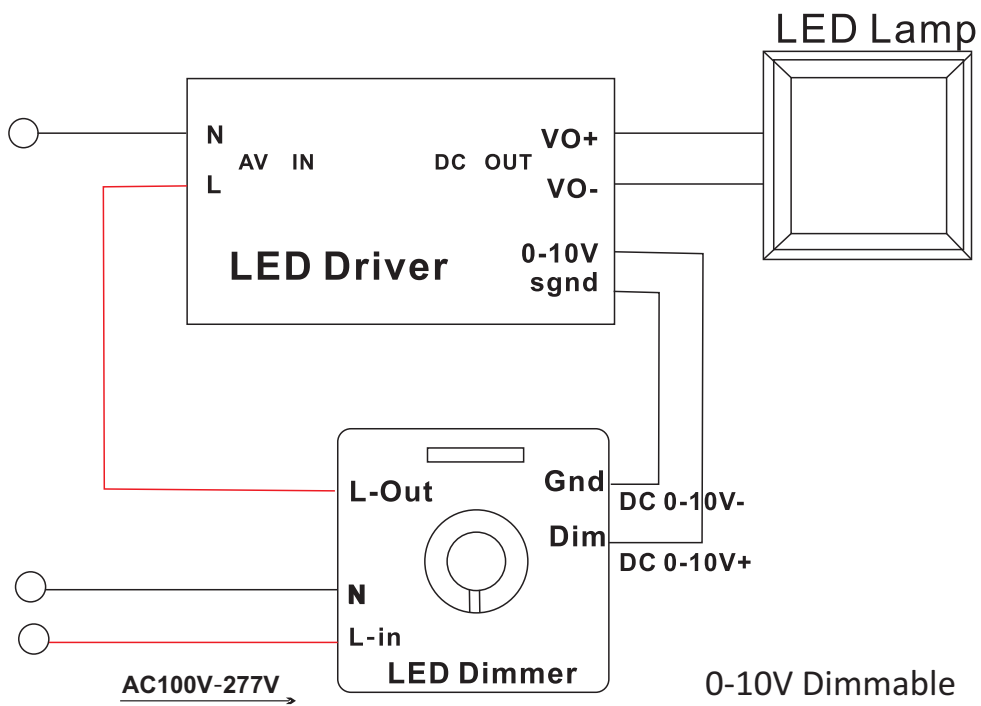 LED Lamp
N
AV IN
L
DC OUT
VO+
VO-
LED Driver
0-10V
sgnd
L-Out
Gnd
DC 0-10V-
Dim
DC 0-10V+
N
L-in
LED Dimmer
AC100V-277V
0-10V Dimmable